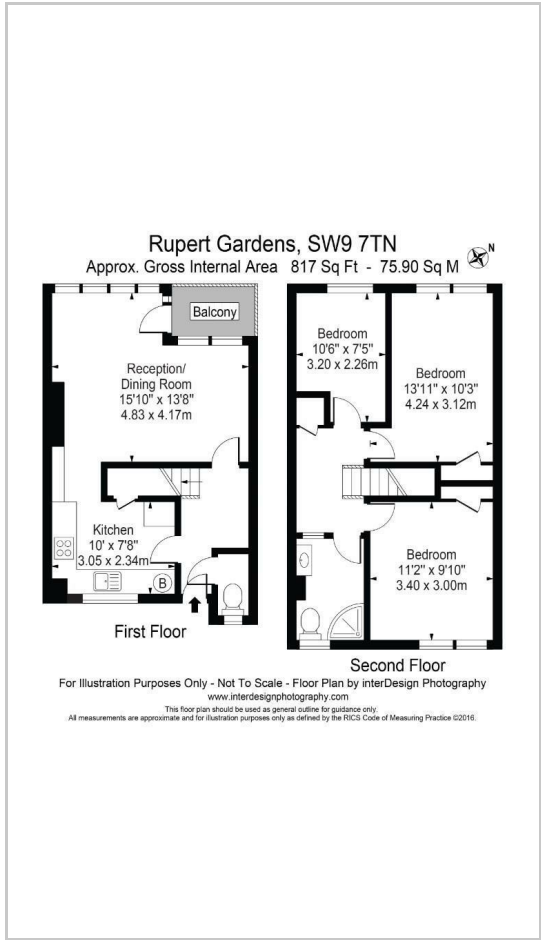 Rupert Gardens, SW9 7TN
N
Approx. Gross Internal Area 817 Sq Ft - 75.90 Sq M
Balcony
Reception/
Dining Room
15'10" x 13'8"
4.83 x 4.17m
Kitchen
10' x 7'8"
3.05 x 2.34m
B
First Floor
Bedroom
10'6" x 7'5"
3.20 x 2.26m
Bedroom
13'11" x 10'3"
4.24 x 3.12m
Bedroom
11'2" x 9'10"
3.40 x 3.00m
Second Floor
For Illustration Purposes Only - Not To Scale - Floor Plan by interDesign Photography
www.interdesignphotography.com
This floor plan should be used as general outline for guidance only.
All measurements are approximate and for illustration purposes only as defined by the RICS Code of Measuring Practice ©2016.